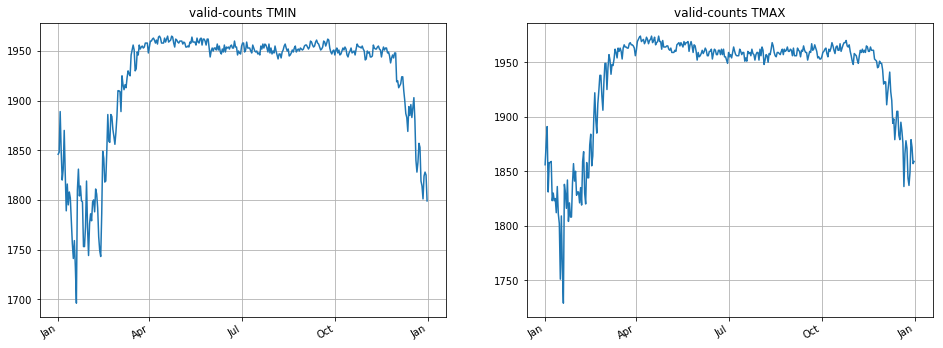 valid-counts TMIN
1950
1900
1850
1800
1750
1700
Jan
Apr
Jul
Oct
Jan
valid-counts TMAX
1950
1900
1850
1800
1750
Jan
Apr
Jul
Oct
Jan